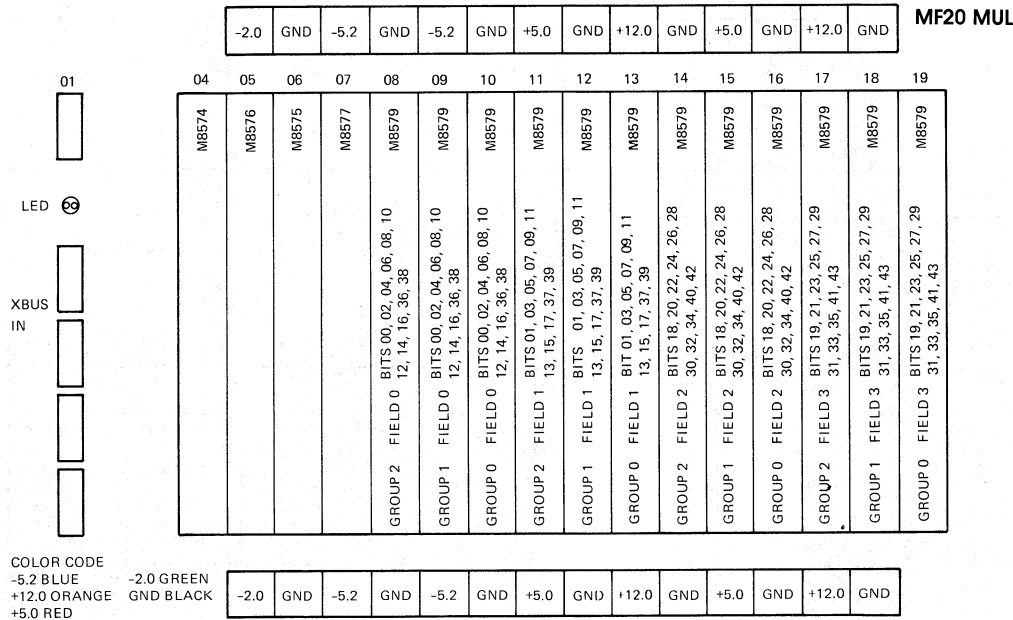 MF20 MUL
-2.0 GND -5.2 GND -5.2 GND +5.0 GND +12.0 GND +5.0 GND +12.0 GND
01 04 05 06 07 08 09 10 11 12 13 14 15 16 17 18 19
M8574
M8576
M8575
M8577
M8579
GROUP 2 FIELD 0 BITS 00, 02, 04, 06, 08, 10
12, 14, 16, 36, 38
M8579
GROUP 1 FIELD 0 BITS 00, 02, 04, 06, 08, 10
12, 14, 16, 36, 38
M8579
GROUP 0 FIELD 0 BITS 00, 02, 04, 06, 08, 10
12, 14, 16, 36, 38
M8579
GROUP 2 FIELD 1 BITS 01, 03, 05, 07, 09, 11
13, 15, 17, 37, 39
M8579
GROUP 1 FIELD 1 BITS 01, 03, 05, 07, 09, 11
13, 15, 17, 37, 39
M8579
GROUP 0 FIELD 1 BIT 01, 03, 05, 07, 09, 11
13, 15, 17, 37, 39
M8579
GROUP 2 FIELD 2 BITS 18, 20, 22, 24, 26, 28
30, 32, 34, 40, 42
M8579
GROUP 1 FIELD 2 BITS 18, 20, 22, 24, 26, 28
30, 32, 34, 40, 42
M8579
GROUP 0 FIELD 2 BITS 18, 20, 22, 24, 26, 28
30, 32, 34, 40, 42
M8579
GROUP 2 FIELD 3 BITS 19, 21, 23, 25, 27, 29
31, 33, 35, 41, 43
M8579
GROUP 1 FIELD 3 BITS 19, 21, 23, 25, 27, 29
31, 33, 35, 41, 43
M8579
GROUP 0 FIELD 3 BITS 19, 21, 23, 25, 27, 29
31, 33, 35, 41, 43
LED
XBUS
IN
COLOR CODE
-5.2 BLUE -2.0 GREEN
+12.0 ORANGE GND BLACK
+5.0 RED
-2.0 GND -5.2 GND -5.2 GND +5.0 GND +12.0 GND +5.0 GND +12.0 GND